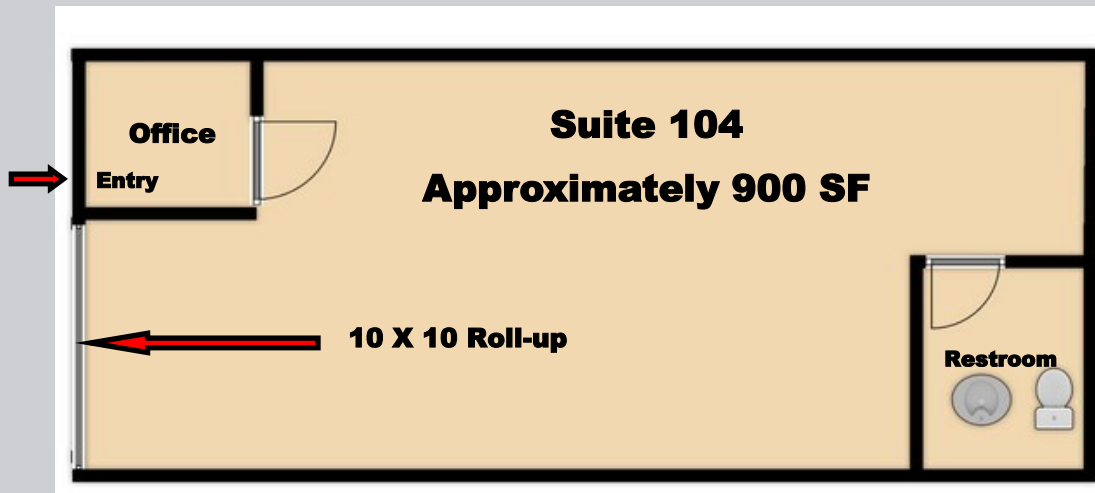 Office
Entry
Suite 104
Approximately 900 SF
10 X 10 Roll-up
Restroom